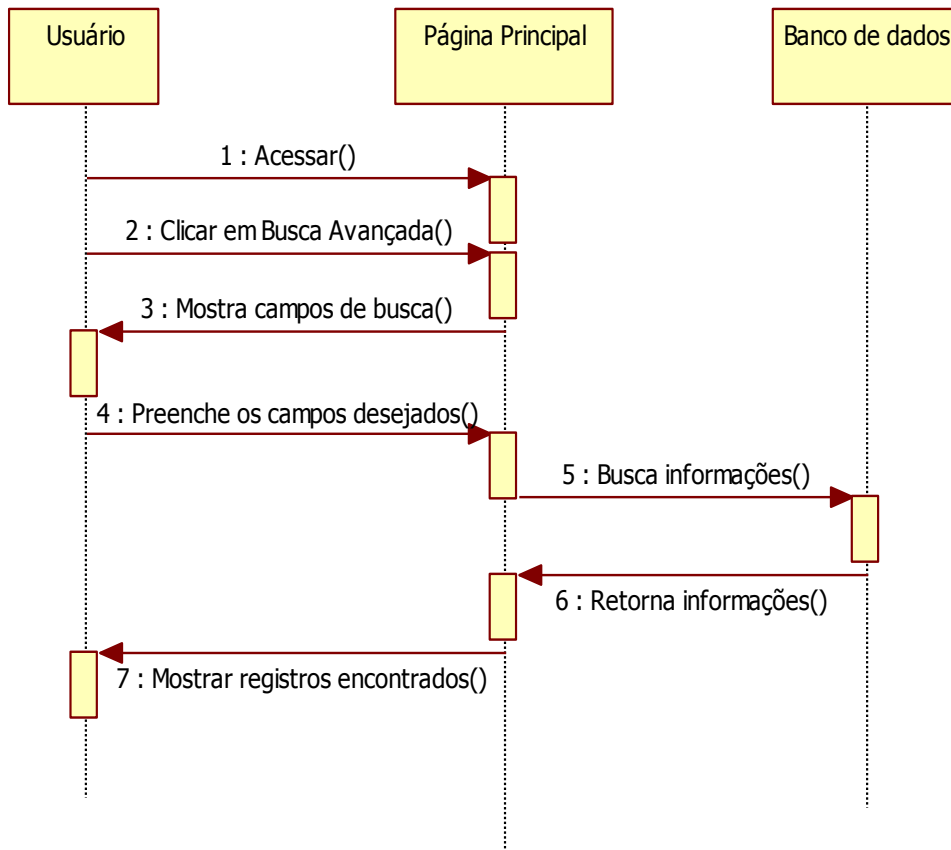 Usuário
Página Principal
Banco de dados
1 : Acessar()
2 : Clicar em Busca Avançada()
3 : Mostra campos de busca()
4 : Preenche os campos desejados()
5 : Busca informações()
6 : Retorna informações()
7 : Mostrar registros encontrados()